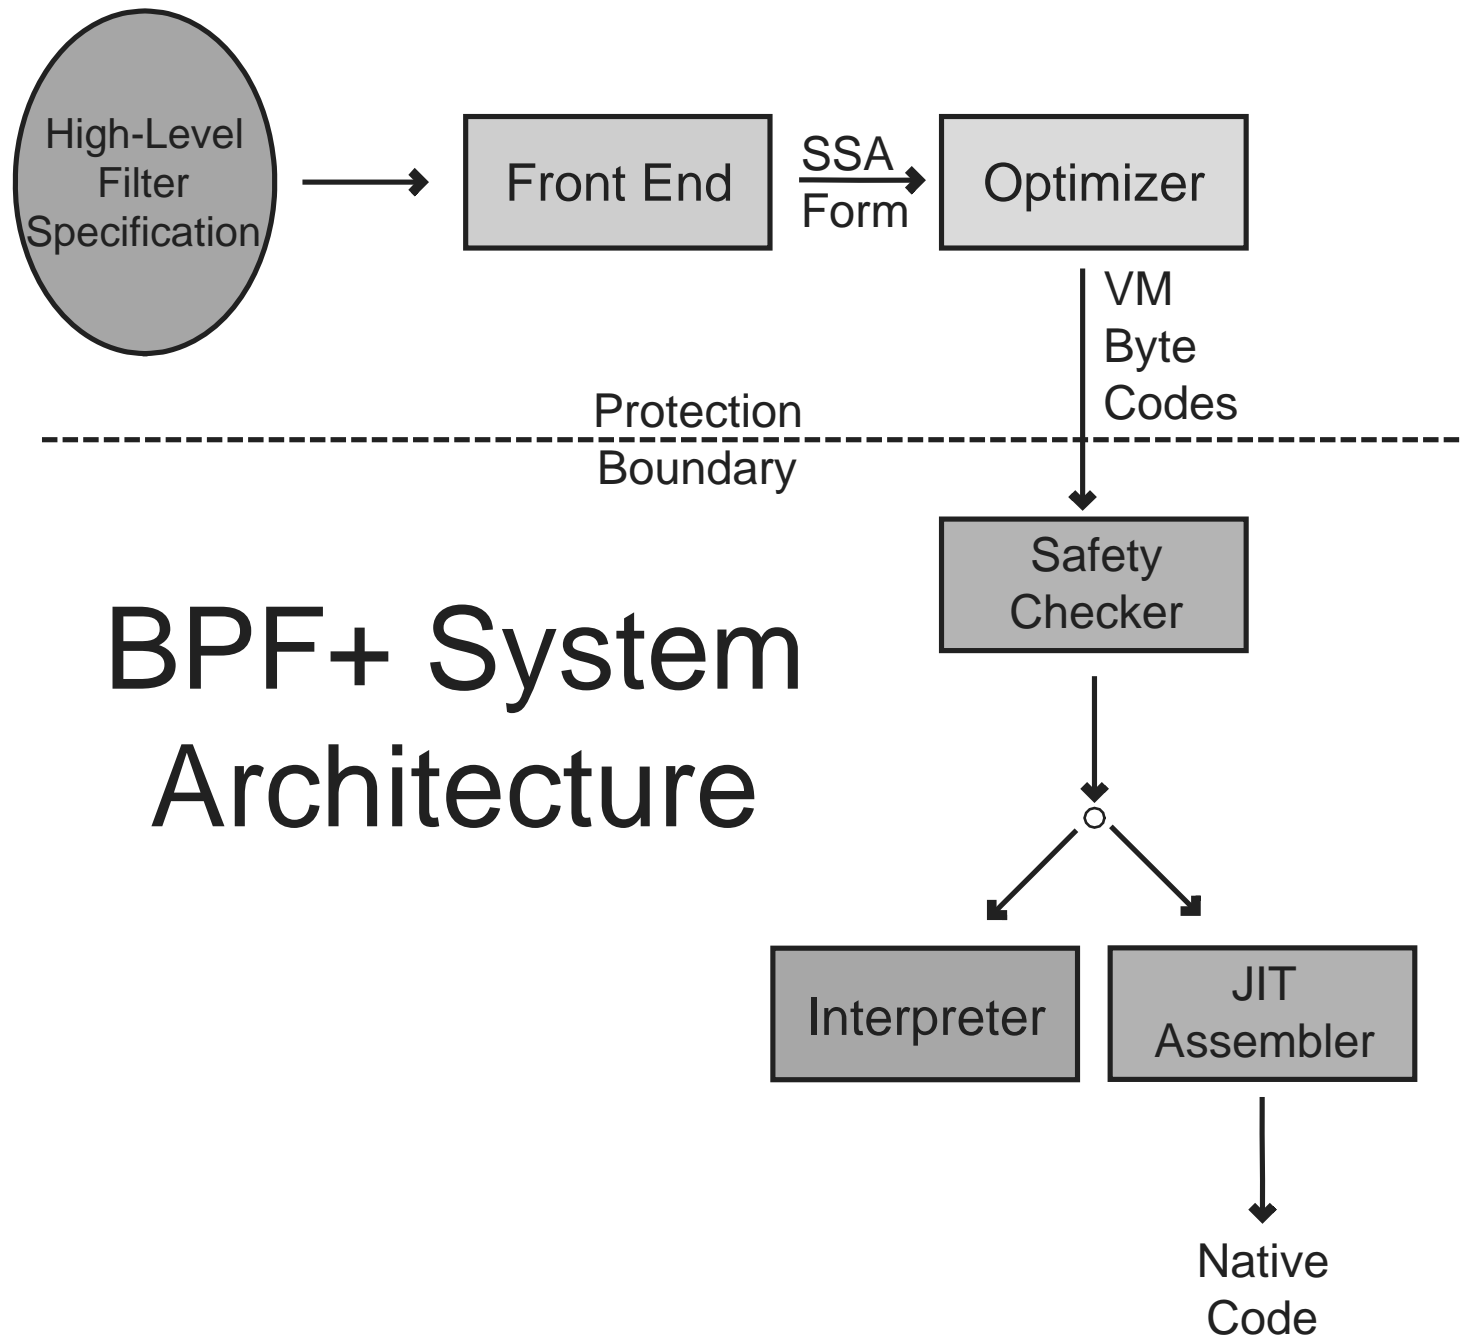 High-Level
Filter
Specification
Front End
SSA
Form
Optimizer
VM
Byte
Codes
Protection
Boundary
Safety
Checker
BPF+ System
Architecture
Interpreter
JIT
Assembler
Native
Code